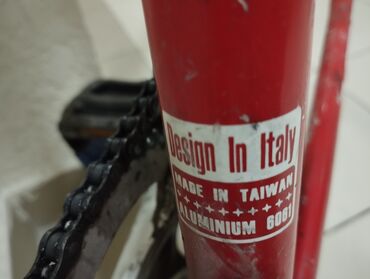 Design In Italy
MADE IN TAIWAN
ALUMINIUM 6061